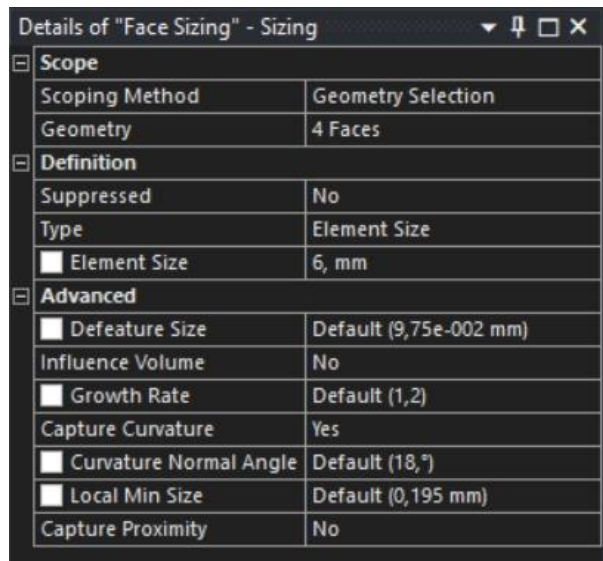 Details of "Face Sizing" - Sizing
Scope
Scoping Method Geometry Selection
Geometry 4 Faces
Definition
Suppressed No
Type Element Size
Element Size 6, mm
Advanced
Defeature Size Default (9,75e-002 mm)
Influence Volume No
Growth Rate Default (1,2)
Capture Curvature Yes
Curvature Normal Angle Default (18,°)
Local Min Size Default (0,195 mm)
Capture Proximity No